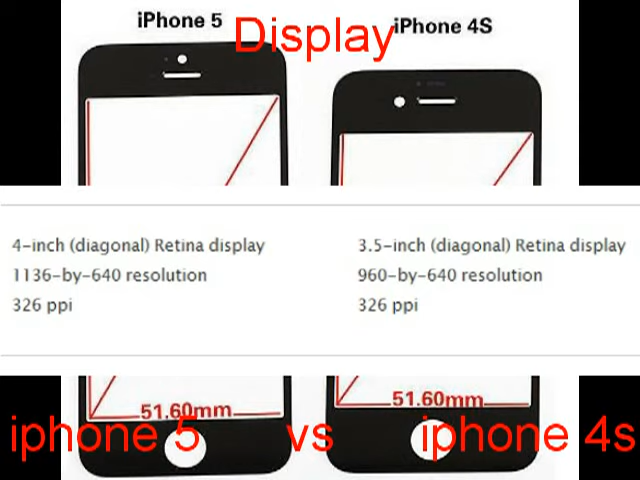 iPhone 5
Display
iPhone 4S
4-inch (diagonal) Retina display
1136-by-640 resolution
326 ppi
3.5-inch (diagonal) Retina display
960-by-640 resolution
326 ppi
51.60mm
51.60mm
iphone 5 vs iphone 4s